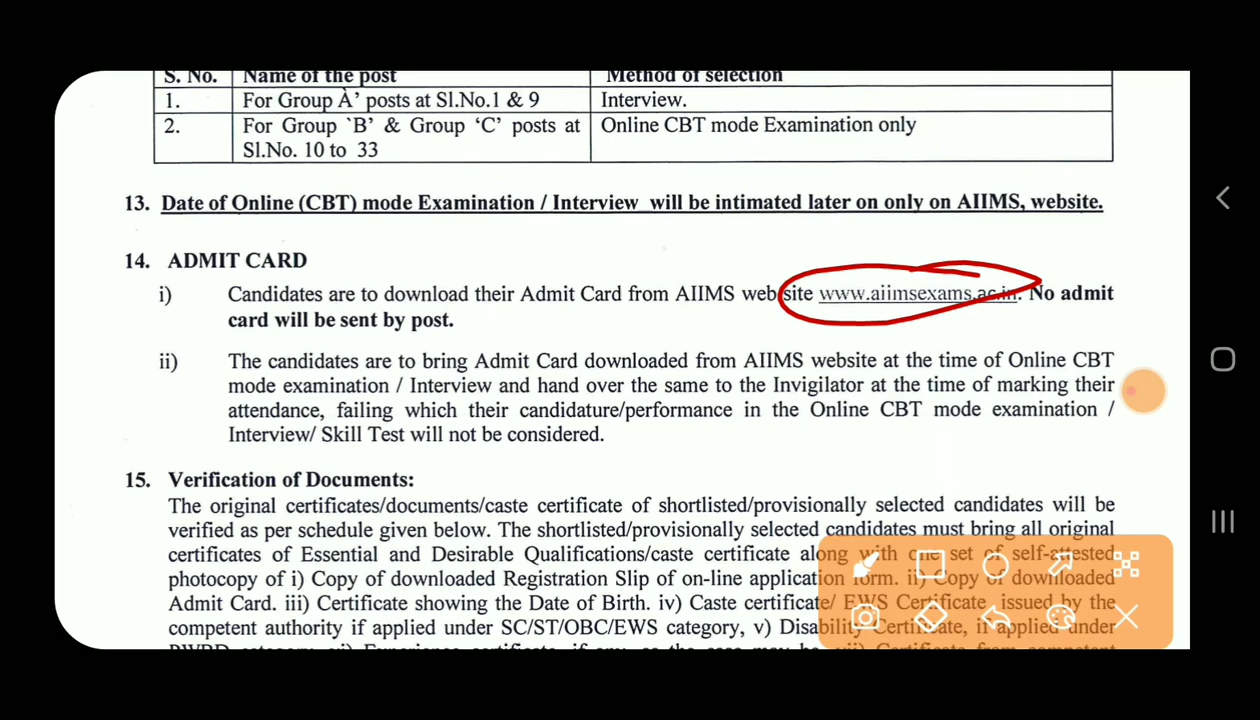 S. No. Name of the post Method of selection
1. For Group À’ posts at Sl.No.1 & 9 Interview.
2. For Group `B’ & Group ‘C’ posts at Online CBT mode Examination only
Sl.No. 10 to 33
13. Date of Online (CBT) mode Examination / Interview will be intimated later on only on AIIMS, website.
14. ADMIT CARD
i) Candidates are to download their Admit Card from AIIMS website www.aiimsexams.ac.in. No admit
card will be sent by post.
ii) The candidates are to bring Admit Card downloaded from AIIMS website at the time of Online CBT
mode examination / Interview and hand over the same to the Invigilator at the time of marking their
attendance, failing which their candidature/performance in the Online CBT mode examination /
Interview/ Skill Test will not be considered.
15. Verification of Documents:
The original certificates/documents/caste certificate of shortlisted/provisionally selected candidates will be
verified as per schedule given below. The shortlisted/provisionally selected candidates must bring all original
certificates of Essential and Desirable Qualifications/caste certificate along with one set of self-attested
photocopy of i) Copy of downloaded Registration Slip of on-line application form. ii) Copy of downloaded
Admit Card. iii) Certificate showing the Date of Birth. iv) Caste certificate/ EWS Certificate, issued by the
competent authority if applied under SC/ST/OBC/EWS category, v) Disability Certificate, if applied under